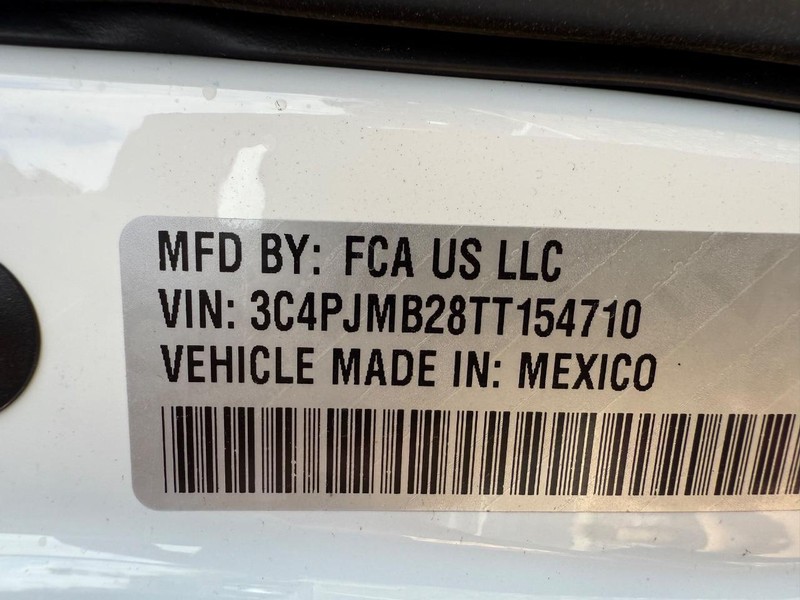 MFD BY: FCA US LLC
VIN: 3C4PJMB28TT154710
VEHICLE MADE IN: MEXICO